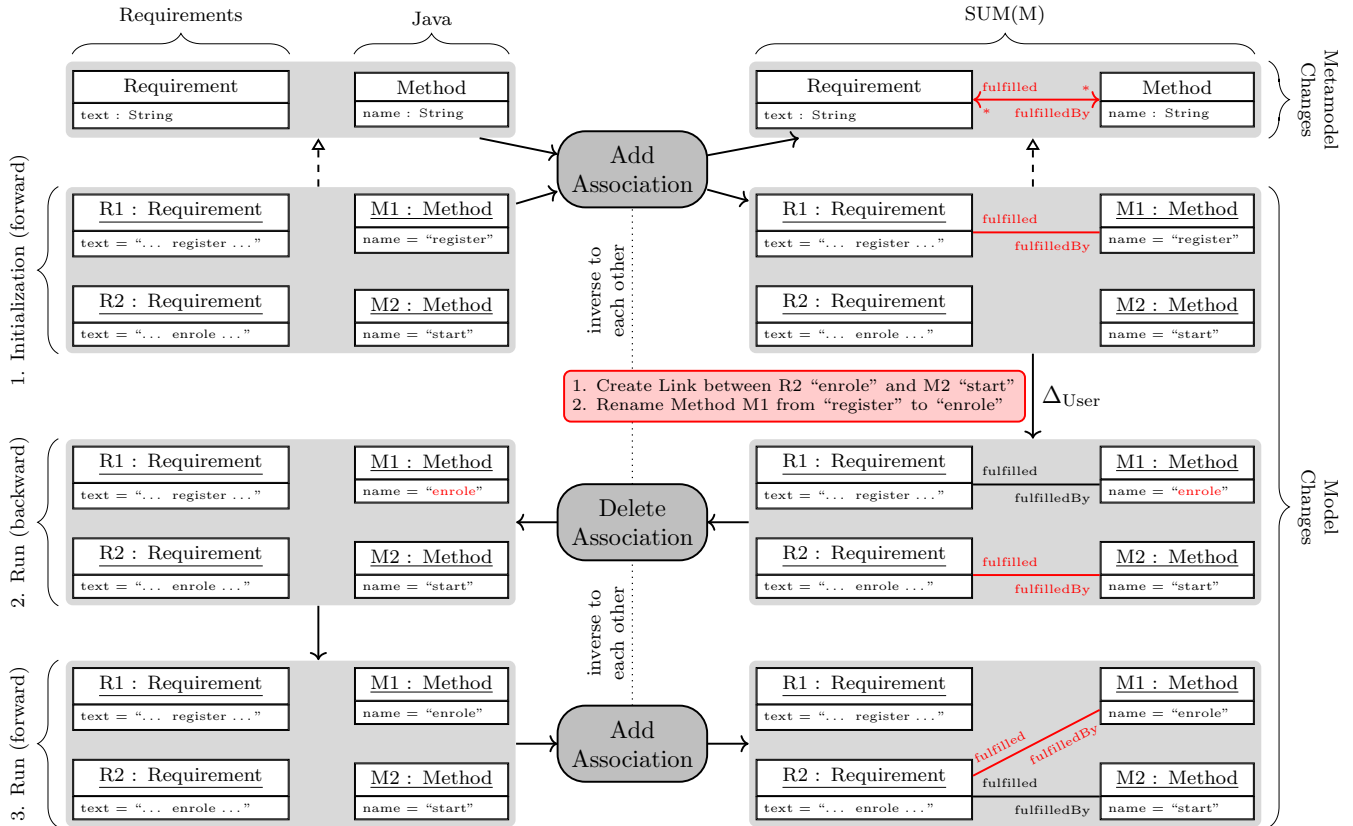 Requirements
Java
SUM(M)
Requirement
text : String
Method
name : String
Requirement
text : String
fulfilled
*
*
fulfilledBy
Method
name : String
Metamodel
Changes
Add
Association
1. Initialization (forward)
R1 : Requirement
text = “... register ...”
M1 : Method
name = “register”
R2 : Requirement
text = “... enrole ...”
M2 : Method
name = “start”
inverse to
each other
R1 : Requirement
text = “... register ...”
fulfilled
fulfilledBy
M1 : Method
name = “register”
R2 : Requirement
text = “... enrole ...”
M2 : Method
name = “start”
1. Create Link between R2 “enrole” and M2 “start”
2. Rename Method M1 from “register” to “enrole”
ΔUser
Model
Changes
2. Run (backward)
R1 : Requirement
text = “... register ...”
M1 : Method
name = “enrole”
R2 : Requirement
text = “... enrole ...”
M2 : Method
name = “start”
Delete
Association
R1 : Requirement
text = “... register ...”
fulfilled
fulfilledBy
M1 : Method
name = “enrole”
R2 : Requirement
text = “... enrole ...”
fulfilled
fulfilledBy
M2 : Method
name = “start”
inverse to
each other
3. Run (forward)
R1 : Requirement
text = “... register ...”
M1 : Method
name = “enrole”
R2 : Requirement
text = “... enrole ...”
M2 : Method
name = “start”
Add
Association
R1 : Requirement
text = “... register ...”
M1 : Method
name = “enrole”
fulfilled
fulfilledBy
R2 : Requirement
text = “... enrole ...”
fulfilled
fulfilledBy
M2 : Method
name = “start”